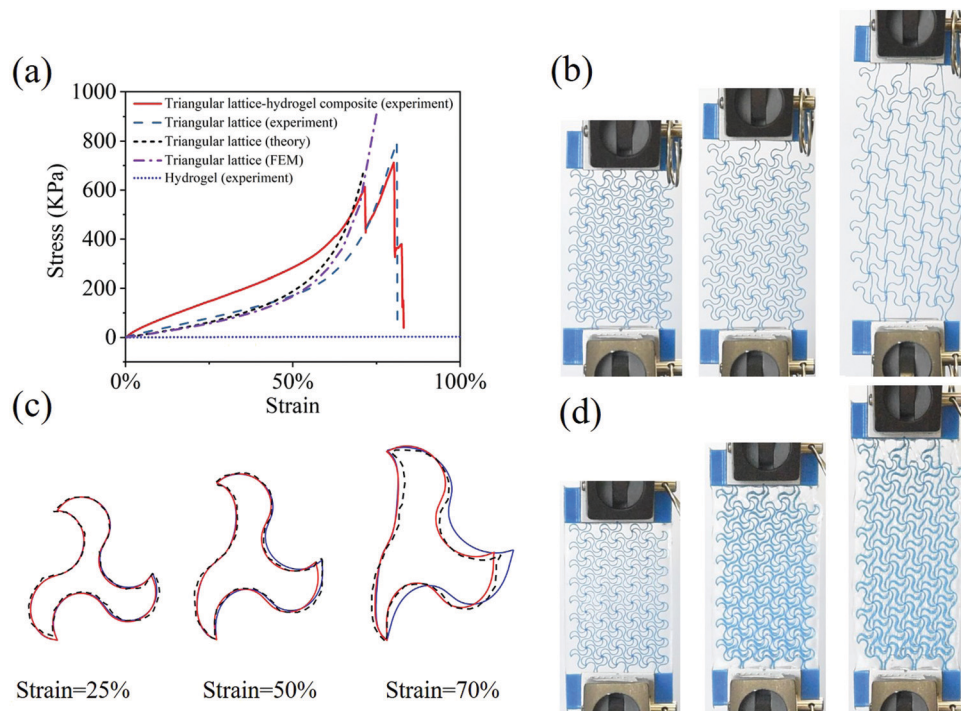 (a)
1000
800
600
400
200
0
Stress (KPa)
Triangular lattice-hydrogel composite (experiment)
Triangular lattice (experiment)
Triangular lattice (theory)
Triangular lattice (FEM)
Hydrogel (experiment)
0% 50% 100%
Strain
(b)
(c)
Strain=25% Strain=50% Strain=70%
(d)